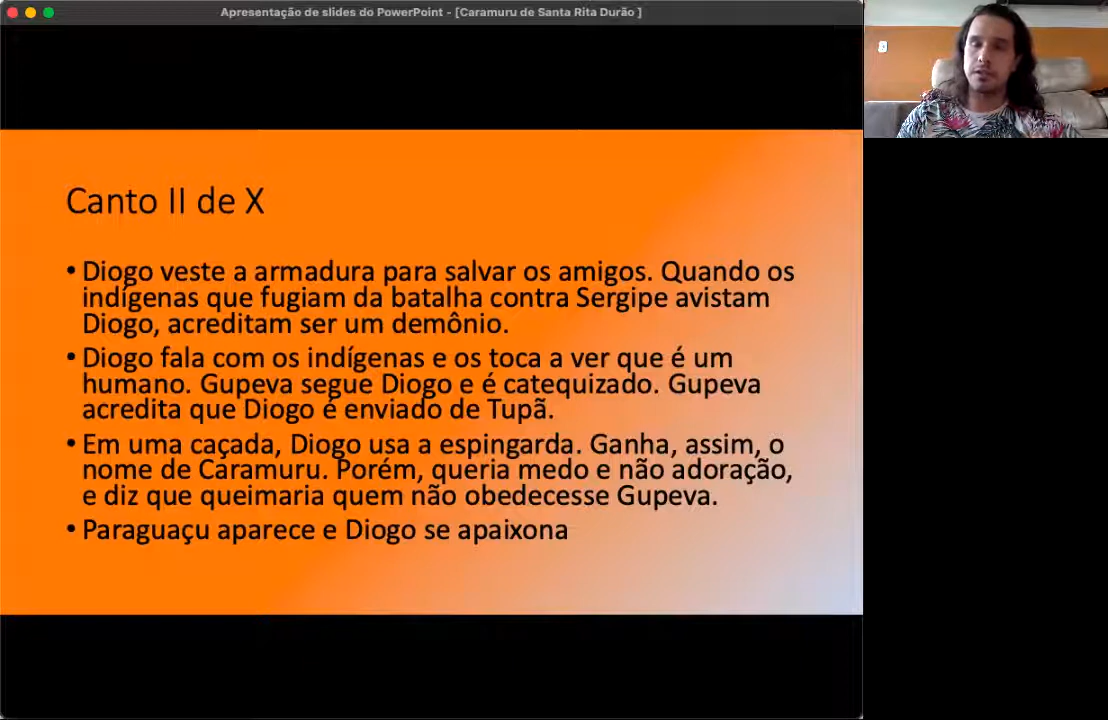 Apresentação de slides do PowerPoint - [Caramuru de Santa Rita Durão ]
Canto II de X
• Diogo veste a armadura para salvar os amigos. Quando os
indígenas que fugiam da batalha contra Sergipe avistam
Diogo, acreditam ser um demônio.
• Diogo fala com os indígenas e os toca a ver que é um
humano. Gupeva segue Diogo e é catequizado. Gupeva
acredita que Diogo é enviado de Tupã.
• Em uma caçada, Diogo usa a espingarda. Ganha, assim, o
nome de Caramuru. Porém, queria medo e não adoração,
e diz que queimaria quem não obedecesse Gupeva.
• Paraguaçu aparece e Diogo se apaixona